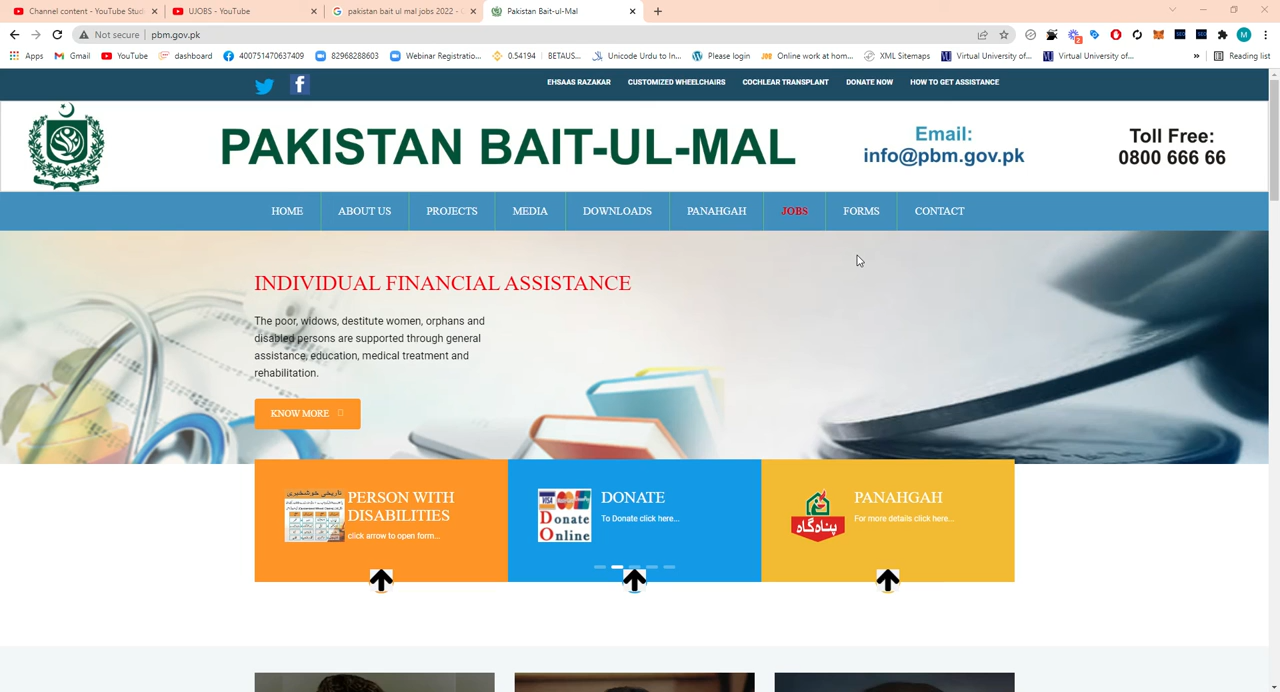 Channel content - YouTube Stud
UJOBS - YouTube
pakistan bait ul mal jobs 2022 -
Pakistan Bait-ul-Mal
Not secure | pbm.gov.pk
Apps
Gmail
YouTube
dashboard
400751470637409
82968288603
Webinar Registratio...
0.54194 | BETAUS...
Unicode Urdu to In...
Please login
Online work at hom...
XML Sitemaps
Virtual University of...
Virtual University of...
»
Reading list
EHSAAS RAZAKAR
CUSTOMIZED WHEELCHAIRS
COCHLEAR TRANSPLANT
DONATE NOW
HOW TO GET ASSISTANCE
PAKISTAN BAIT-UL-MAL
Email:
info@pbm.gov.pk
Toll Free:
0800 666 66
HOME
ABOUT US
PROJECTS
MEDIA
DOWNLOADS
PANAHGAH
JOBS
FORMS
CONTACT
INDIVIDUAL FINANCIAL ASSISTANCE
The poor, widows, destitute women, orphans and
disabled persons are supported through general
assistance, education, medical treatment and
rehabilitation.
KNOW MORE
PERSON WITH
DISABILITIES
click arrow to open form...
VISA
Donate
Online
DONATE
To Donate click here...
پناہ گاہ
PANAHGAH
For more details click here...